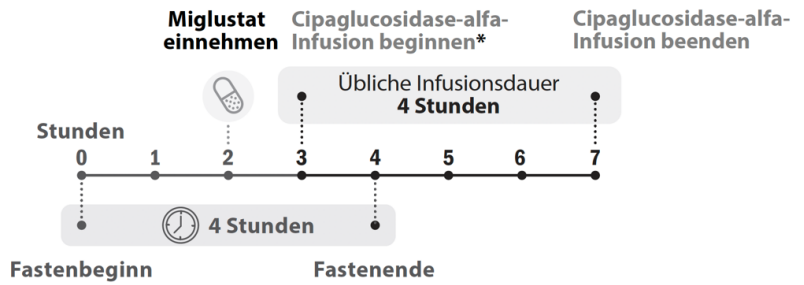 Miglustat
einnehmen
Cipaglucosidase-alfa-
Infusion beginnen*
Cipaglucosidase-alfa-
Infusion beenden
Übliche Infusionsdauer
4 Stunden
Stunden
0 1 2 3 4 5 6 7
4 Stunden
Fastenbeginn
Fastenende